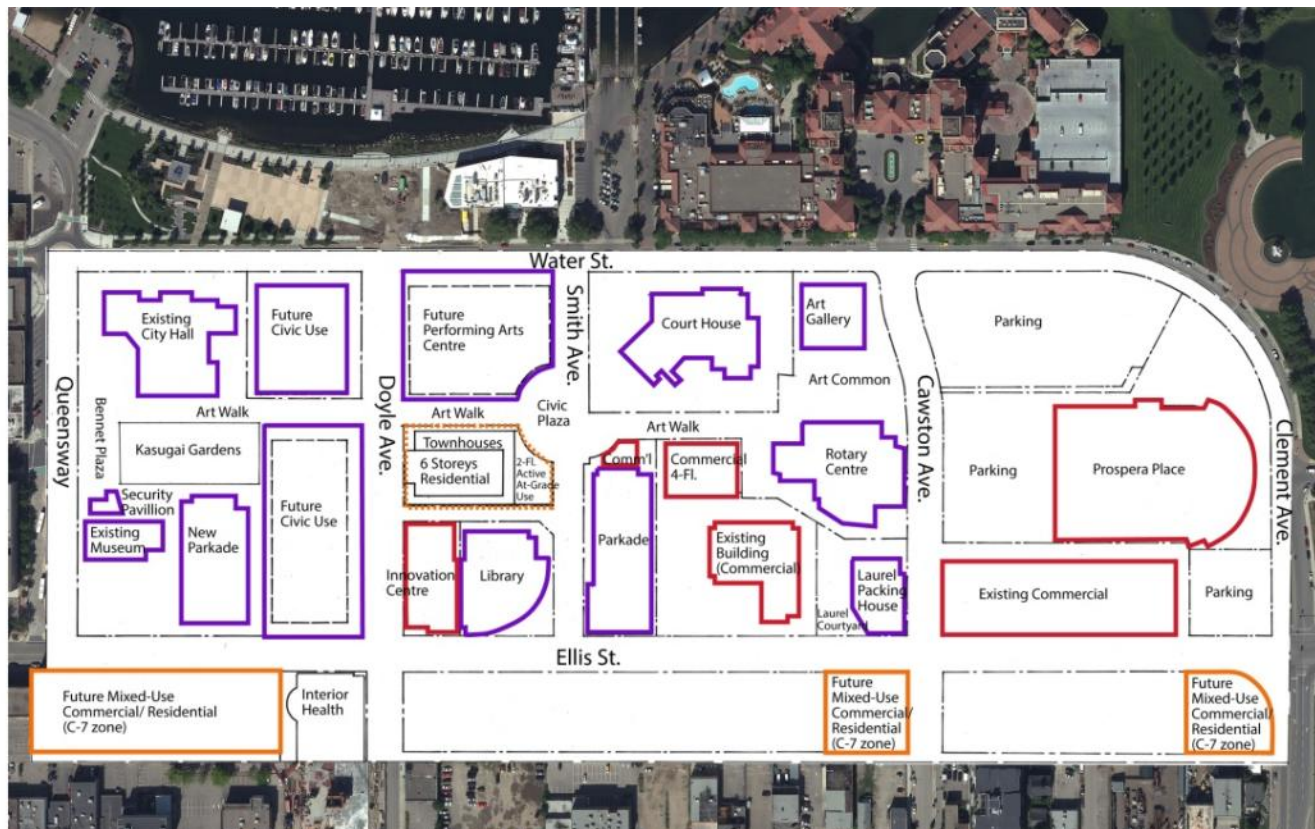 Water St.
Existing
City Hall
Future
Civic Use
Future
Performing Arts
Centre
Smith Ave.
Court House
Art
Gallery
Parking
Queensway
Bennet Plaza
Art Walk
Kasugai Gardens
Doyle Ave.
Art Walk
Civic
Plaza
Art Walk
Art Common
Cawston Ave.
Clement Ave.
Townhouses
6 Storeys
Residential
2-Fl.
Active
At-Grade
Use
Comm'l
Commercial
4-Fl.
Rotary
Centre
Parking
Prospera Place
Security
Pavillion
Existing
Museum
New
Parkade
Future
Civic Use
Innovation
Centre
Library
Parkade
Existing
Building
(Commercial)
Laurel
Packing
House
Laurel
Courtyard
Existing Commercial
Parking
Ellis St.
Future Mixed-Use
Commercial/ Residential
(C-7 zone)
Interior
Health
Future
Mixed-Use
Commercial/
Residential
(C-7 zone)
Future
Mixed-Use
Commercial/
Residential
(C-7 zone)